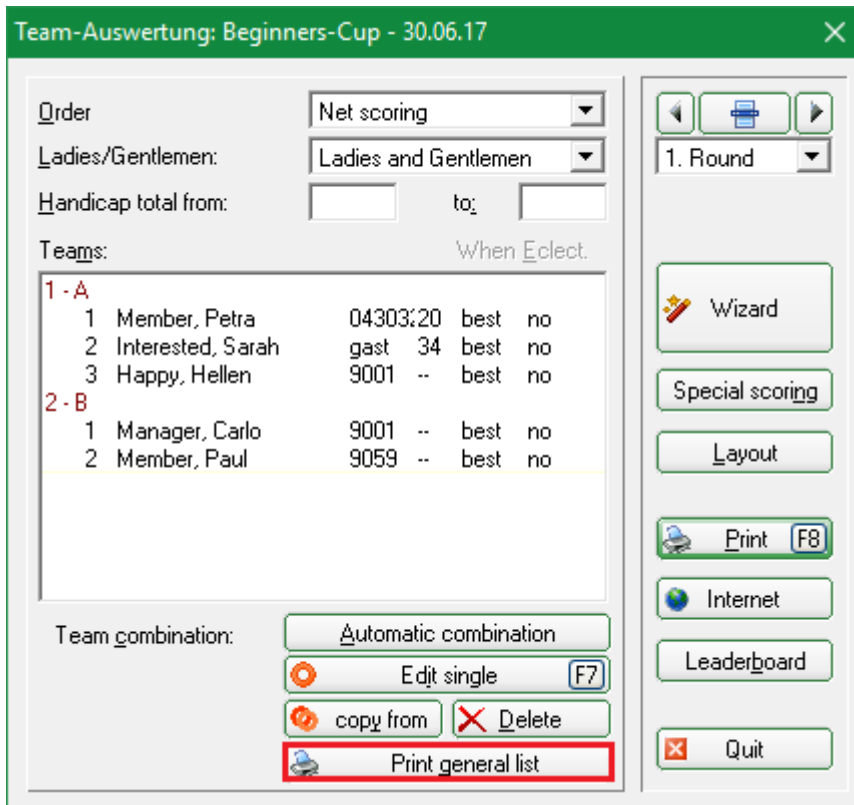 Team-Auswertung: Beginners-Cup - 30.06.17
Order
Net scoring
Ladies/Gentlemen:
Ladies and Gentlemen
Handicap total from:
to:
Teams:
When Eclect.
1 - A
1 Member, Petra 04303 20 best no
2 Interested, Sarah gast 34 best no
3 Happy, Hellen 9001 -- best no
2 - B
1 Manager, Carlo 9001 -- best no
2 Member, Paul 9059 -- best no
Team combination:
Automatic combination
Edit single F7
copy from
Delete
Print general list
1. Round
Wizard
Special scoring
Layout
Print F8
Internet
Leaderboard
Quit